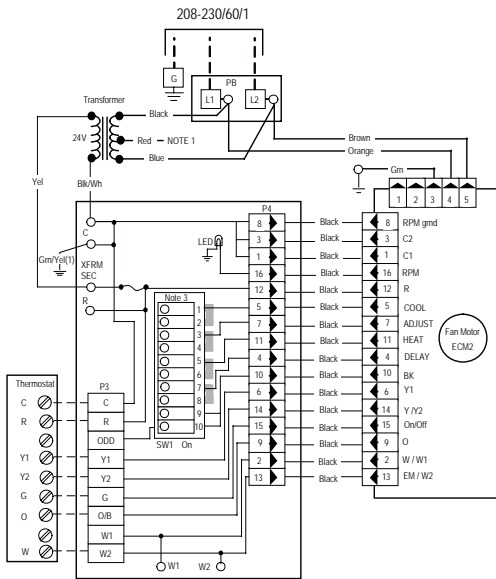 208-230/60/1
G
L1
PB
L2
Transformer
24V
Black
Red – NOTE 1
Blue
Brown
Orange
Grn
1 2 3 4 5
Yel
Blk/Wh
C
Grn/Yel(1)
XFRM
SEC
R
LED
P4
8 Black 8 RPM grnd
3 Black 3 C2
1 Black 1 C1
16 Black 16 RPM
12 Black 12 R
5 Black 5 COOL
7 Black 7 ADJUST
11 Black 11 HEAT
4 Black 4 DELAY
10 Black 10 BK
6 Black 6 Y1
14 Black 14 Y /Y2
15 Black 15 On/Off
9 Black 9 O
2 Black 2 W / W1
13 Black 13 EM / W2
Fan Motor
ECM2
Note 3
1
2
3
4
5
6
7
8
9
10
SW1 On
Thermostat
C
R
Y1
Y2
G
O
W
P3
C
R
ODD
Y1
Y2
G
O/B
W1
W2
W1 W2